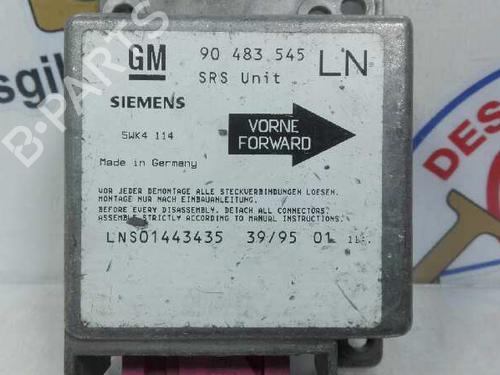 GM 90 483 545 LN
SRS Unit
SIEMENS
5WK4 114
VORNE
FORWARD
Made in Germany
VOR JEDER DEMONTAGE ALLE STECKVERBINDUNGEN LOESEN.
MONTAGE NUR NACH EINBAUANLEITUNG.
BEFORE EVERY DISASSEMBLY, DETACH ALL CONNECTORS.
ASSEMBLE STRICTLY ACCORDING TO MANUAL INSTRUCTIONS.
LNS01443435 39/95 01
B-PARTS